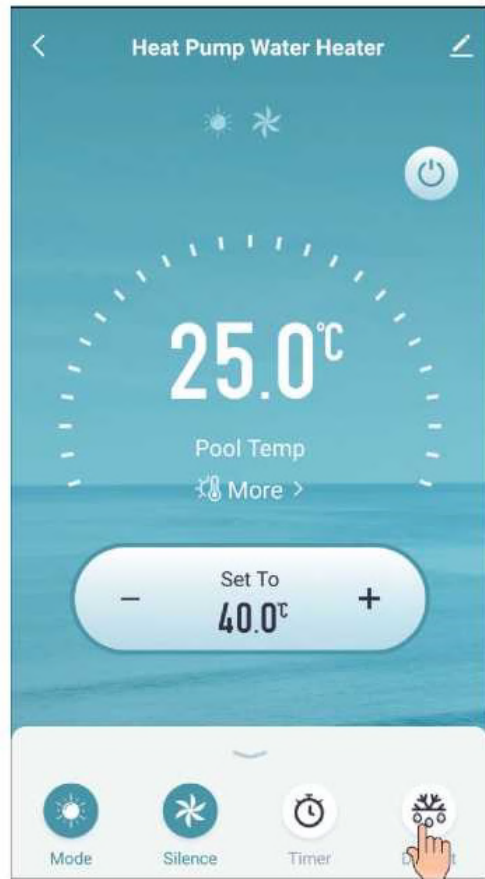 Heat Pump Water Heater
25.0℃
Pool Temp
More >
Set To
− 40.0℃ +
Mode Silence Timer